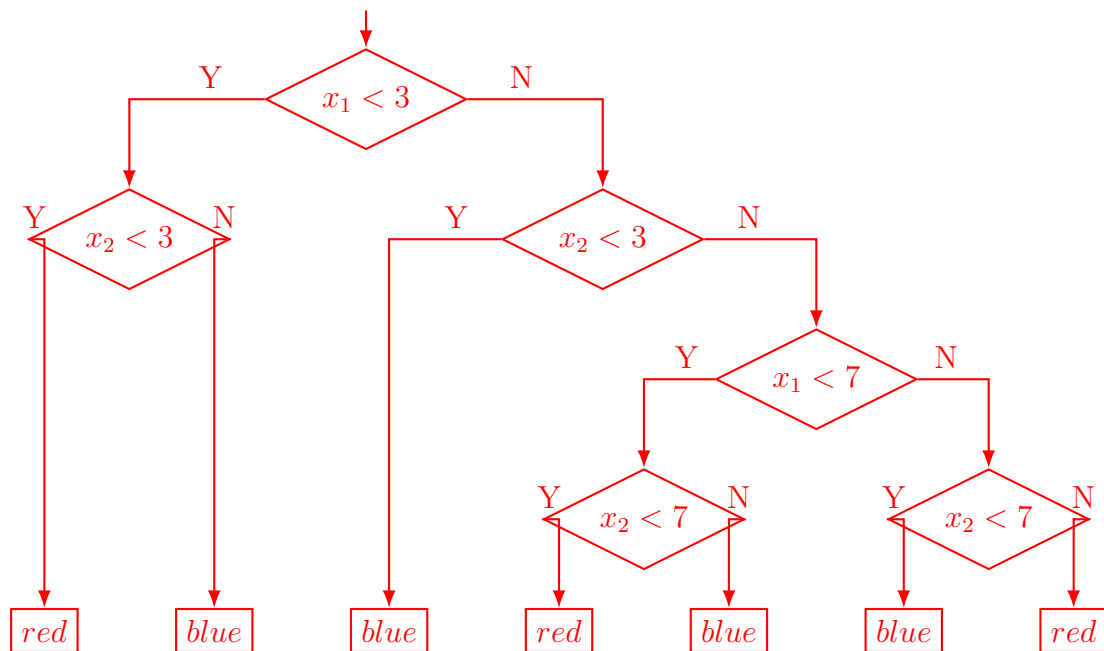 Y
N
x₁ < 3
Y
N
x₂ < 3
Y
N
x₂ < 3
Y
N
x₁ < 7
Y
N
x₂ < 7
Y
N
x₂ < 7
red
blue
blue
red
blue
blue
red